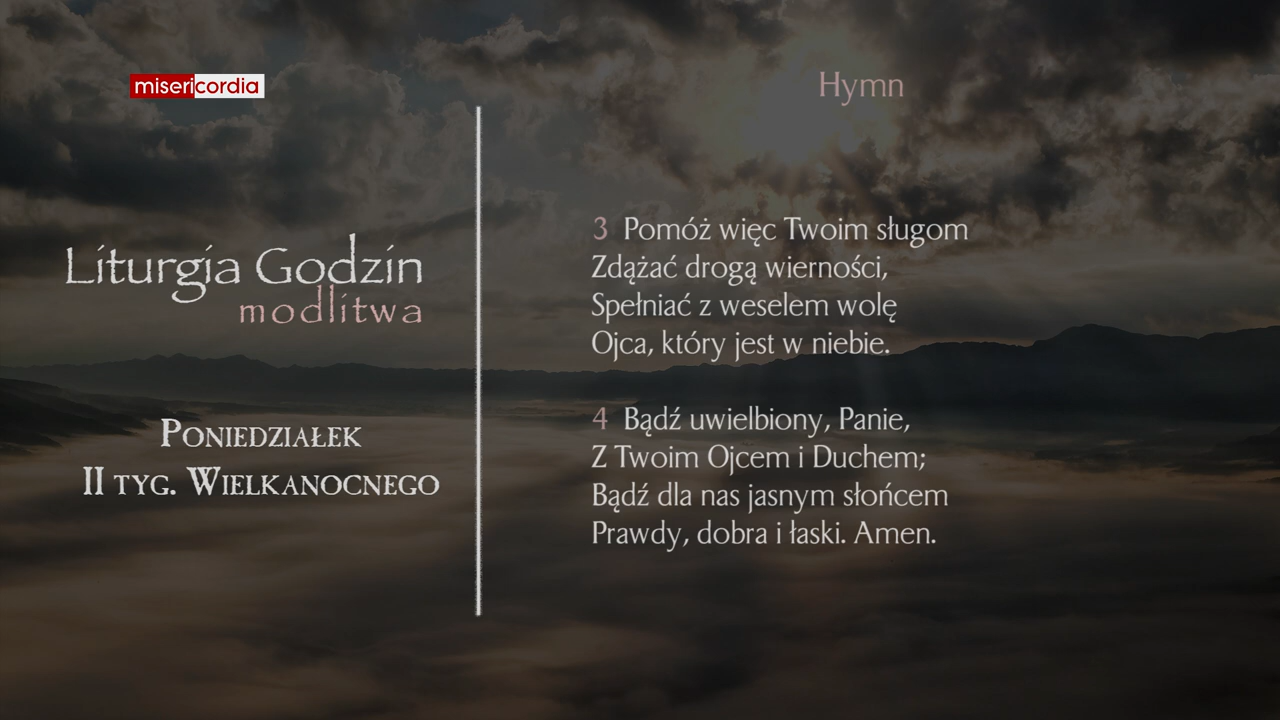 misericordia
Liturgia Godzin
modlitwa
Poniedziałek
II tyg. Wielkanocnego
Hymn
3 Pomóż więc Twoim sługom
Zdążać drogą wierności,
Spełniać z weselem wolę
Ojca, który jest w niebie.
4 Bądź uwielbiony, Panie,
Z Twoim Ojcem i Duchem;
Bądź dla nas jasnym słońcem
Prawdy, dobra i łaski. Amen.